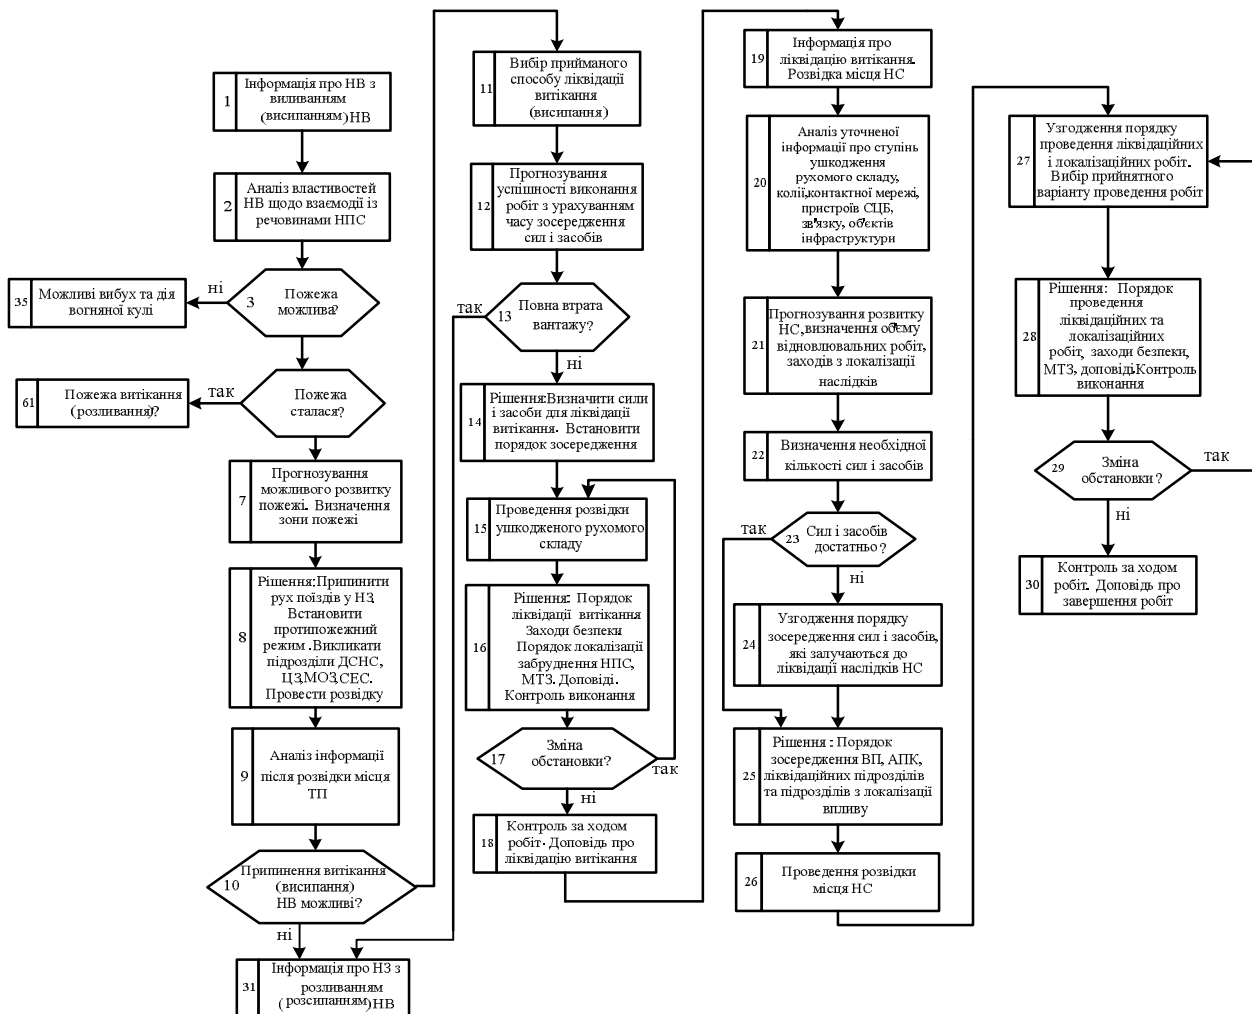 1
Інформація про НВ з
виливанням
(висипанням) НВ
2
Аналіз властивостей
НВ щодо взаємодії із
речовинами НПС
3
Пожежа
можлива?
ні
35
Можливі вибух та дія
вогняної кулі
Пожежа
сталася?
так
61
Пожежа витікання
(розливання)?
7
Прогнозування
можливого розвитку
пожежі. Визначення
зони пожежі
8
Рішення:Припинити
рух поїздів у НЗ.
Встановити
протипожежний
режим .Викликати
підрозділи ДСНС,
ЦЗ,МОЗ,СЕС.
Провести розвідку
9
Аналіз інформації
після розвідки місця
ТП
10
Припинення витікання
(висипання)
НВ можливі?
ні
31
Інформація про НЗ з
розливанням
(розсипанням)НВ
11
Вибір прийманого
способу ліквідації
витікання
(висипання)
12
Прогнозування
успішності виконання
робіт з урахуванням
часу зосередження
сил і засобів
13
Повна втрата
вантажу?
так
ні
14
Рішення:Визначити сили
і засоби для ліквідації
витікання. Встановити
порядок зосередження
15
Проведення розвідки
ушкодженого рухомого
складу
16
Рішення: Порядок
ліквідації витікання
Заходи безпеки.
Порядок локалізації
забруднення НПС,
МТЗ. Доповіді.
Контроль виконання
17
Зміна
обстановки?
так
ні
18
Контроль за ходом
робіт. Доповідь про
ліквідацію витікання
19
Інформація про
ліквідацію витікання.
Розвідка місця НС
20
Аналіз уточненої
інформації про ступінь
ушкодження
рухомого складу,
колії,контактної мережі,
пристроїв СЦБ,
зв'язку, об'єктів
інфраструктури
21
Прогнозування розвитку
НС,визначення об'єму
відновлювальних робіт,
заходів з локалізації
наслідків
22
Визначення необхідної
кількості сил і засобів
23
Сил і засобів
достатньо?
так
ні
24
Узгодження порядку
зосередження сил і засобів,
які залучаються до
ліквідації наслідків НС
25
Рішення : Порядок
зосередження ВП, АПК,
ліквідаційних підрозділів
та підрозділів з локалізації
впливу
26
Проведення розвідки
місця НС
27
Узгодження порядку
проведення ліквідаційних
і локалізаційних робіт.
Вибір прийнятного
варіанту проведення робіт
28
Рішення: Порядок
проведення
ліквідаційних та
локалізаційних
робіт, заходи безпеки,
МТЗ, доповіді.Контроль
виконання
29
Зміна
обстановки?
так
ні
30
Контроль за ходом
робіт. Доповідь про
завершення робіт